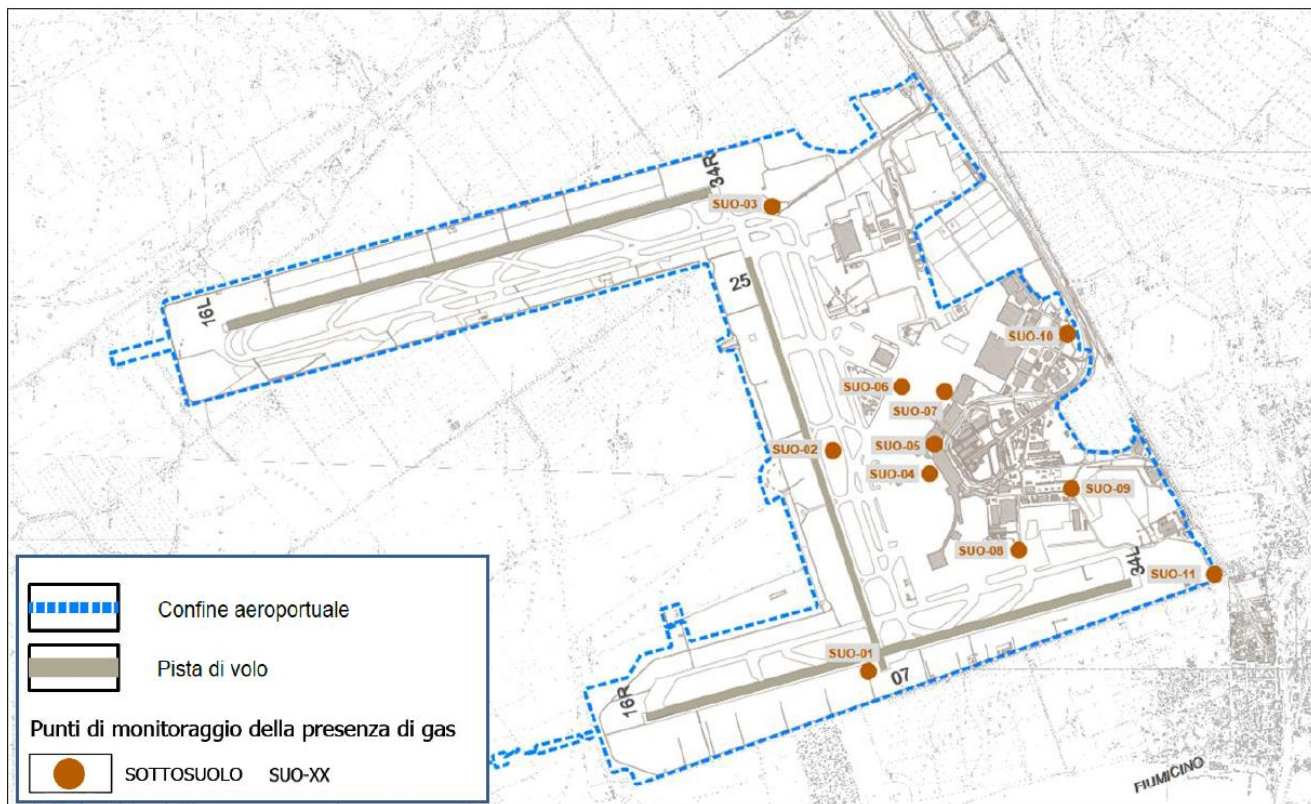 34R
SUO-03
16L
25
SUO-10
SUO-06
SUO-07
SUO-05
SUO-02
SUO-04
SUO-09
SUO-08
34L
SUO-11
SUO-01
07
16R
FIUMICINO
Confine aeroportuale
Pista di volo
Punti di monitoraggio della presenza di gas
SOTTOSUOLO SUO-XX